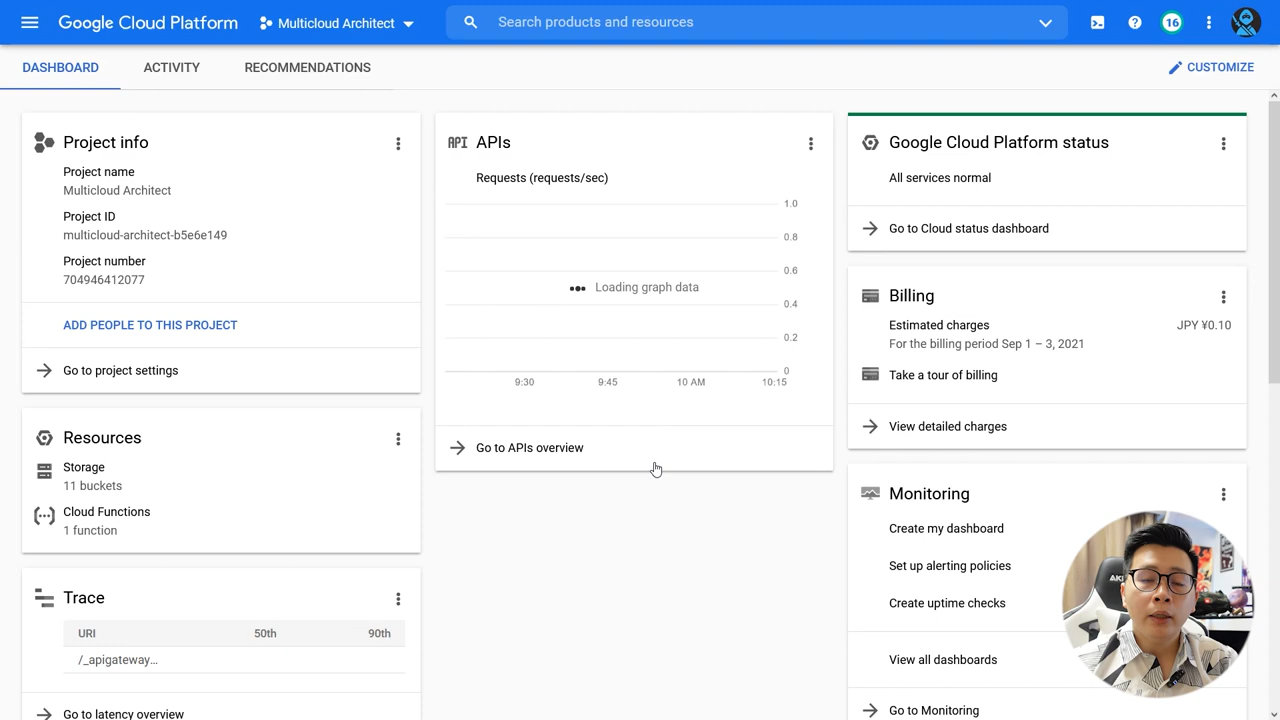 Google Cloud Platform
Multicloud Architect
Search products and resources
16
DASHBOARD
ACTIVITY
RECOMMENDATIONS
CUSTOMIZE
Project info
Project name
Multicloud Architect
Project ID
multicloud-architect-b5e6e149
Project number
704946412077
ADD PEOPLE TO THIS PROJECT
Go to project settings
Resources
Storage
11 buckets
Cloud Functions
1 function
Trace
URI 50th 90th
/_apigateway…
Go to latency overview
API APIs
Requests (requests/sec)
1.0
0.8
0.6
Loading graph data
0.4
0.2
0
9:30 9:45 10 AM 10:15
Go to APIs overview
Google Cloud Platform status
All services normal
Go to Cloud status dashboard
Billing
Estimated charges JPY ¥0.10
For the billing period Sep 1 – 3, 2021
Take a tour of billing
View detailed charges
Monitoring
Create my dashboard
Set up alerting policies
Create uptime checks
View all dashboards
Go to Monitoring